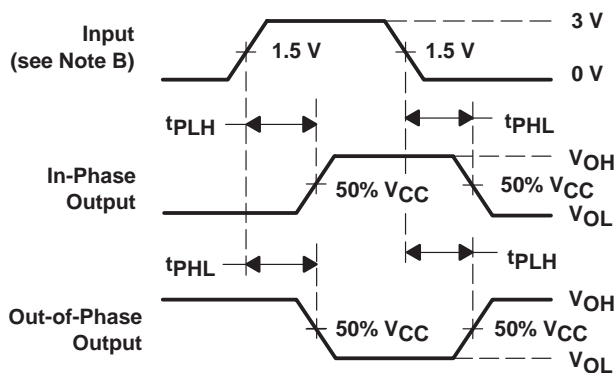 Input
(see Note B)
1.5 V
1.5 V
3 V
0 V
tPLH
tPHL
In-Phase
Output
50% VCC
VOH
50% VCC
VOL
tPHL
tPLH
Out-of-Phase
Output
50% VCC
VOH
50% VCC
VOL